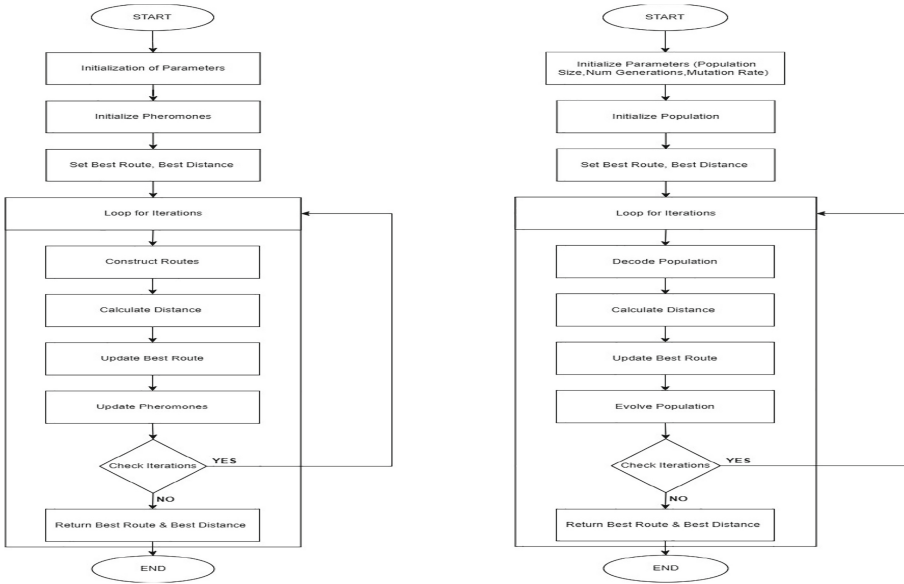 START
Initialization of Parameters
Initialize Pheromones
Set Best Route, Best Distance
Loop for Iterations
Construct Routes
Calculate Distance
Update Best Route
Update Pheromones
Check Iterations
YES
NO
Return Best Route & Best Distance
END
START
Initialize Parameters (Population
Size,Num Generations,Mutation Rate)
Initialize Population
Set Best Route, Best Distance
Loop for Iterations
Decode Population
Calculate Distance
Update Best Route
Evolve Population
Check Iterations
YES
NO
Return Best Route & Best Distance
END